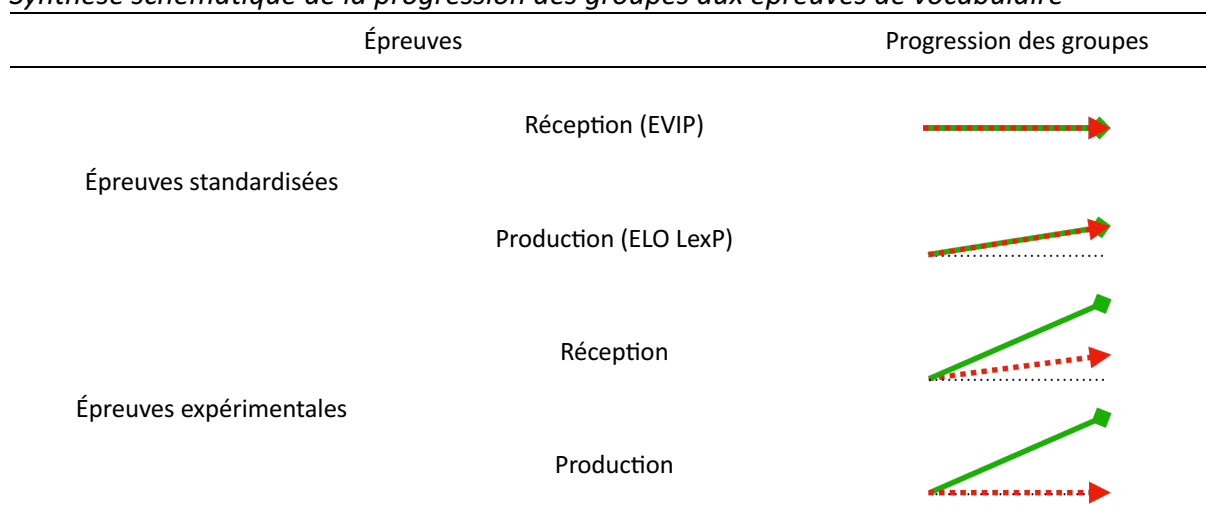 Synthèse schématique de la progression des groupes aux épreuves de vocabulaire
Épreuves Progression des groupes
Réception (EVIP)
Épreuves standardisées
Production (ELO LexP)
Réception
Épreuves expérimentales
Production